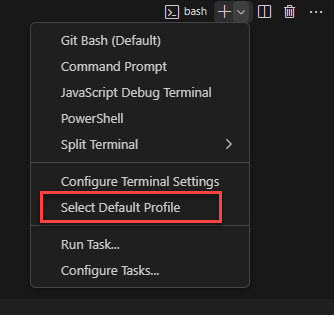 bash
Git Bash (Default)
Command Prompt
JavaScript Debug Terminal
PowerShell
Split Terminal
Configure Terminal Settings
Select Default Profile
Run Task...
Configure Tasks...